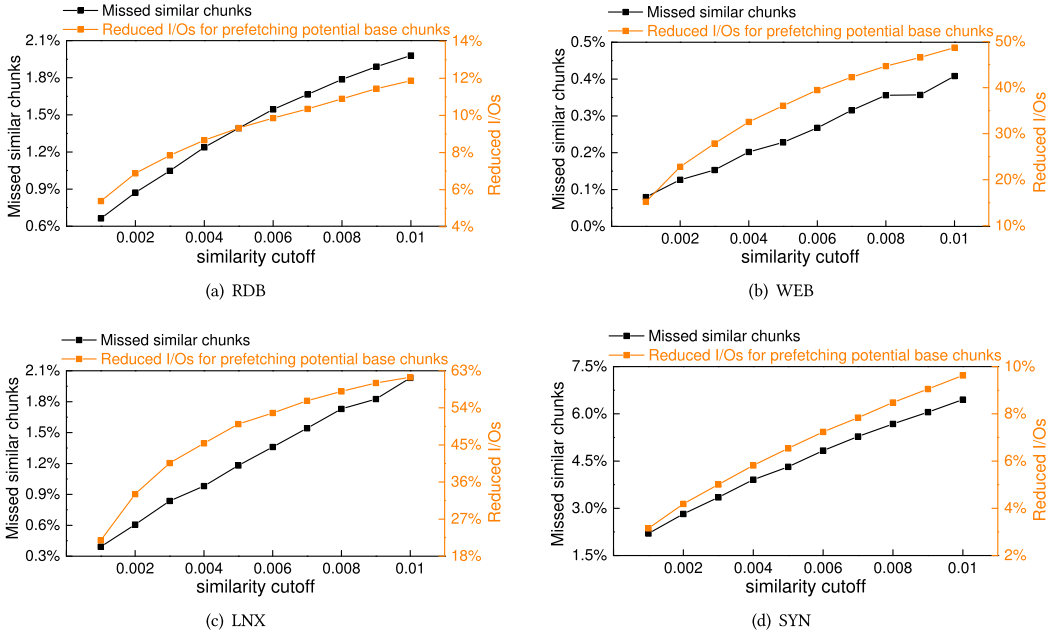 Missed similar chunks
Reduced I/Os for prefetching potential base chunks
2.1%
1.8%
1.5%
1.2%
0.9%
0.6%
Missed similar chunks
14%
12%
10%
8%
6%
4%
Reduced I/Os
0.002 0.004 0.006 0.008 0.01
similarity cutoff
(a) RDB
Missed similar chunks
Reduced I/Os for prefetching potential base chunks
0.5%
0.4%
0.3%
0.2%
0.1%
0.0%
Missed similar chunks
50%
40%
30%
20%
10%
Reduced I/Os
0.002 0.004 0.006 0.008 0.01
similarity cutoff
(b) WEB
Missed similar chunks
Reduced I/Os for prefetching potential base chunks
2.1%
1.8%
1.5%
1.2%
0.9%
0.6%
0.3%
Missed similar chunks
63%
54%
45%
36%
27%
18%
Reduced I/Os
0.002 0.004 0.006 0.008 0.01
similarity cutoff
(c) LNX
Missed similar chunks
Reduced I/Os for prefetching potential base chunks
7.5%
6.0%
4.5%
3.0%
1.5%
Missed similar chunks
10%
8%
6%
4%
2%
Reduced I/Os
0.002 0.004 0.006 0.008 0.01
similarity cutoff
(d) SYN